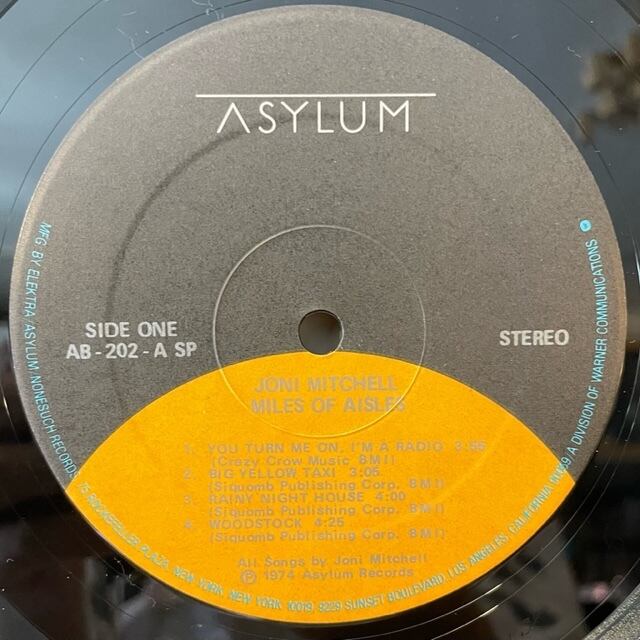 ASYLUM
SIDE ONE
AB-202-A SP
STEREO
JONI MITCHELL
MILES OF AISLES
1. YOU TURN ME ON, I'M A RADIO 3:55
(Crazy Crow Music BMI)
2. BIG YELLOW TAXI 3:05
(Siquomb Publishing Corp. BMI)
3. RAINY NIGHT HOUSE 4:00
(Siquomb Publishing Corp. BMI)
4. WOODSTOCK 4:25
(Siquomb Publishing Corp. BMI)
All Songs by Joni Mitchell
℗ 1974 Asylum Records
MFG BY ELEKTRA/ASYLUM/NONESUCH RECORDS 15 ROCKEFELLER PLAZA, NEW YORK, NEW YORK 10019 9229 SUNSET BOULEVARD, LOS ANGELES, CALIFORNIA 90069 A DIVISION OF WARNER COMMUNICATIONS